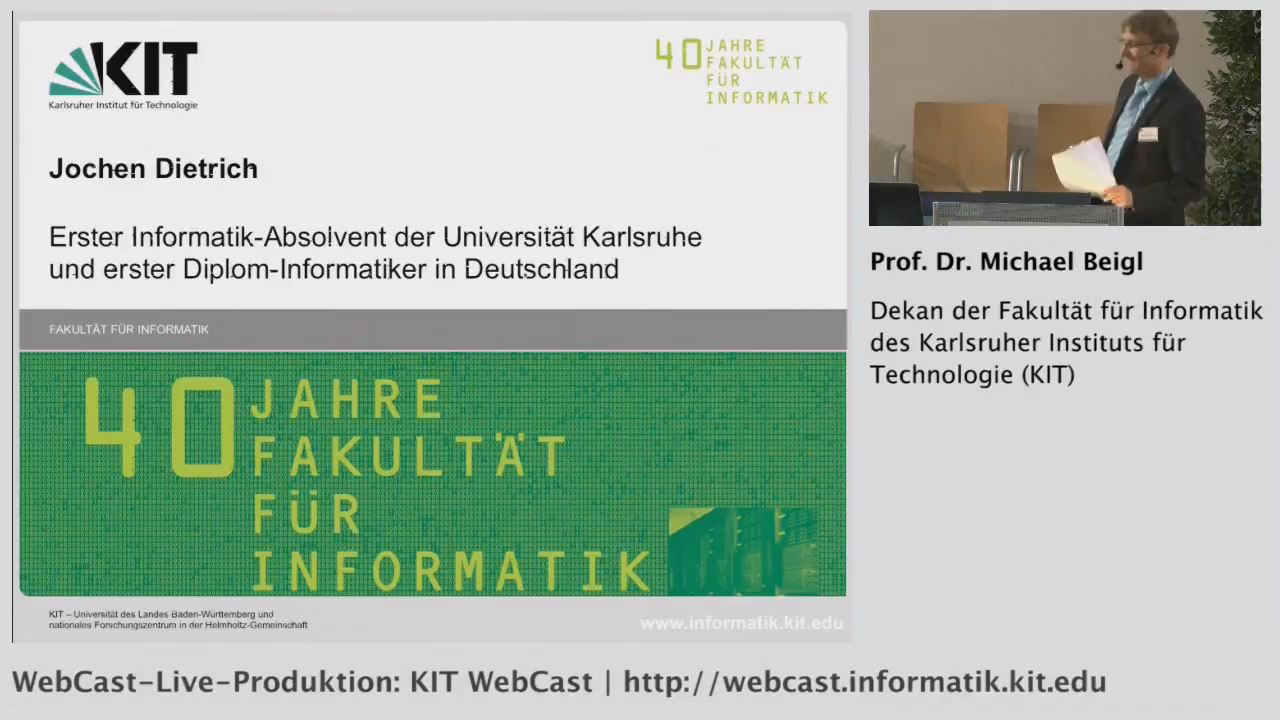 KIT
Karlsruher Institut für Technologie
40 JAHRE
FAKULTÄT
FÜR
INFORMATIK
Jochen Dietrich
Erster Informatik-Absolvent der Universität Karlsruhe
und erster Diplom-Informatiker in Deutschland
FAKULTÄT FÜR INFORMATIK
40 JAHRE
FAKULTÄT
FÜR
INFORMATIK
KIT – Universität des Landes Baden-Württemberg und
nationales Forschungszentrum in der Helmholtz-Gemeinschaft
www.informatik.kit.edu
Prof. Dr. Michael Beigl
Dekan der Fakultät für Informatik
des Karlsruher Instituts für
Technologie (KIT)
WebCast-Live-Produktion: KIT WebCast | http://webcast.informatik.kit.edu